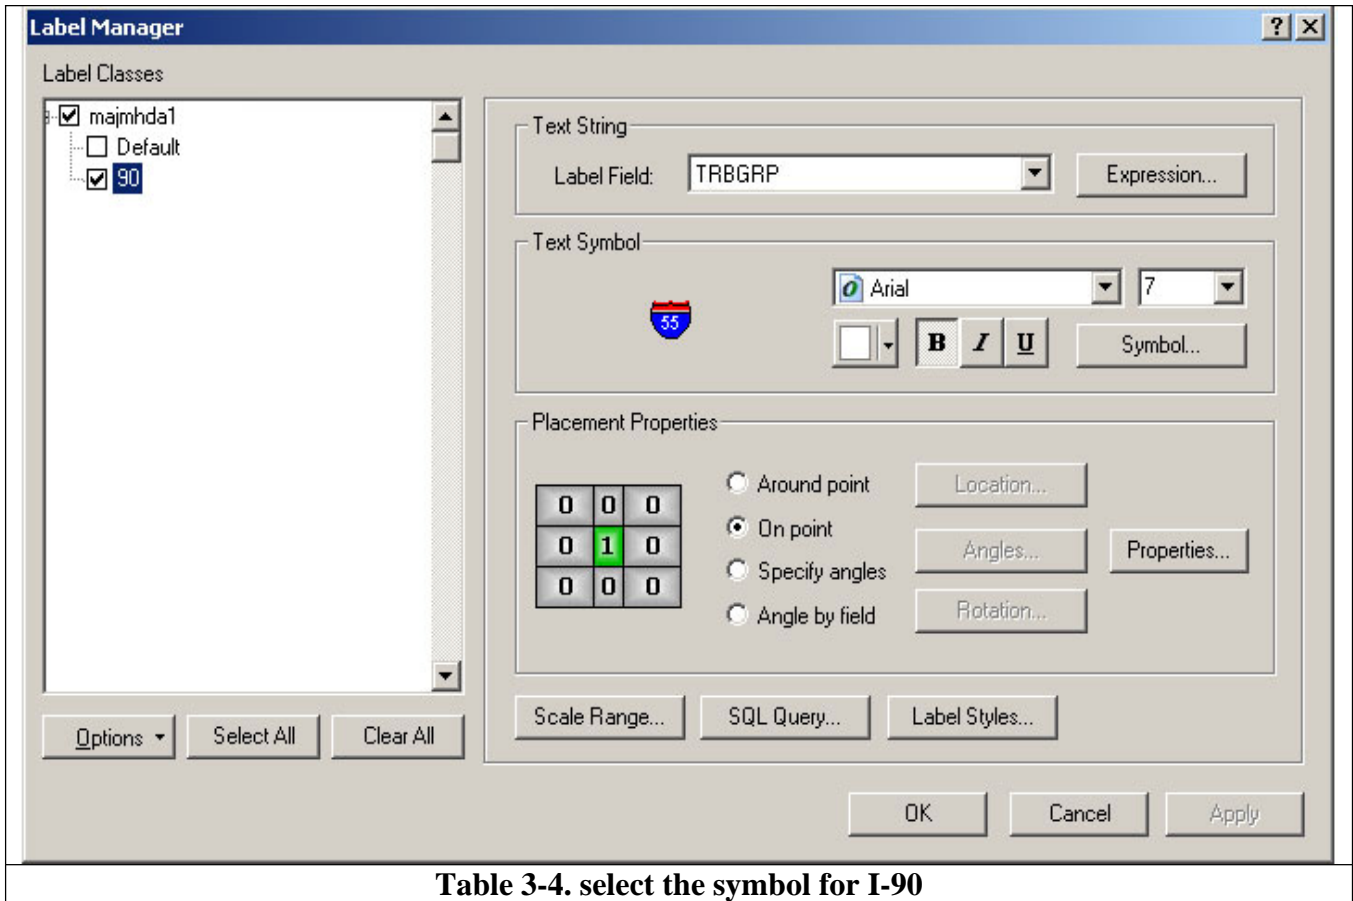 Label Manager
Label Classes
majmhda1
Default
90
Text String
Label Field: TRBGRP Expression...
Text Symbol
55
Arial 7
B I U Symbol...
Placement Properties
0 0 0
0 1 0
0 0 0
Around point Location...
On point
Specify angles Angles... Properties...
Angle by field Rotation...
Scale Range... SQL Query... Label Styles...
Options Select All Clear All
OK Cancel Apply
Table 3-4. select the symbol for I-90